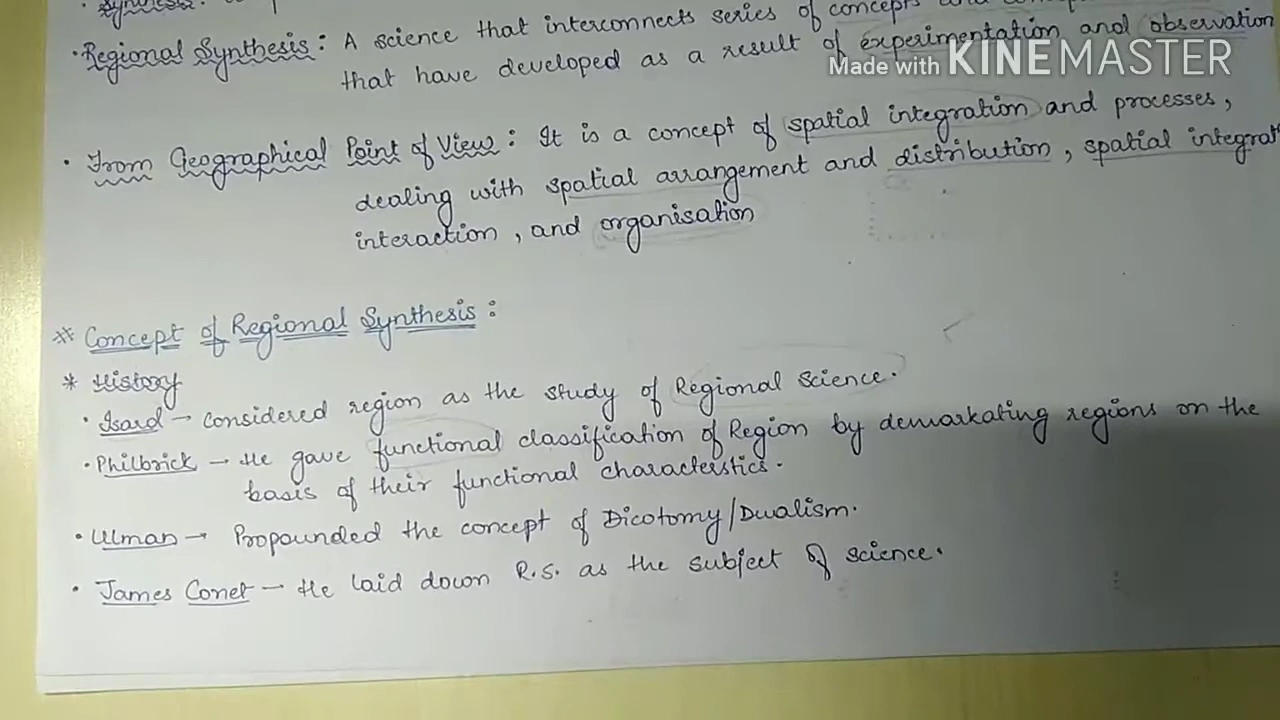 Synthesis:
• Regional Synthesis: A science that interconnects series of concepts and
that have developed as a result of experimentation and observation
Made with KINEMASTER
• From Geographical Point of View: It is a concept of spatial integration and processes,
dealing with spatial arrangement and distribution, spatial integrat
interaction, and organisation
* Concept of Regional Synthesis:
* History
• Isard → considered region as the study of Regional Science.
• Philbrick → He gave functional classification of Region by demarkating regions on the
basis of their functional characterstics.
• Ulman → Propounded the concept of Dicotomy/Dualism.
• James Conet → He laid down R.S. as the subject of science.